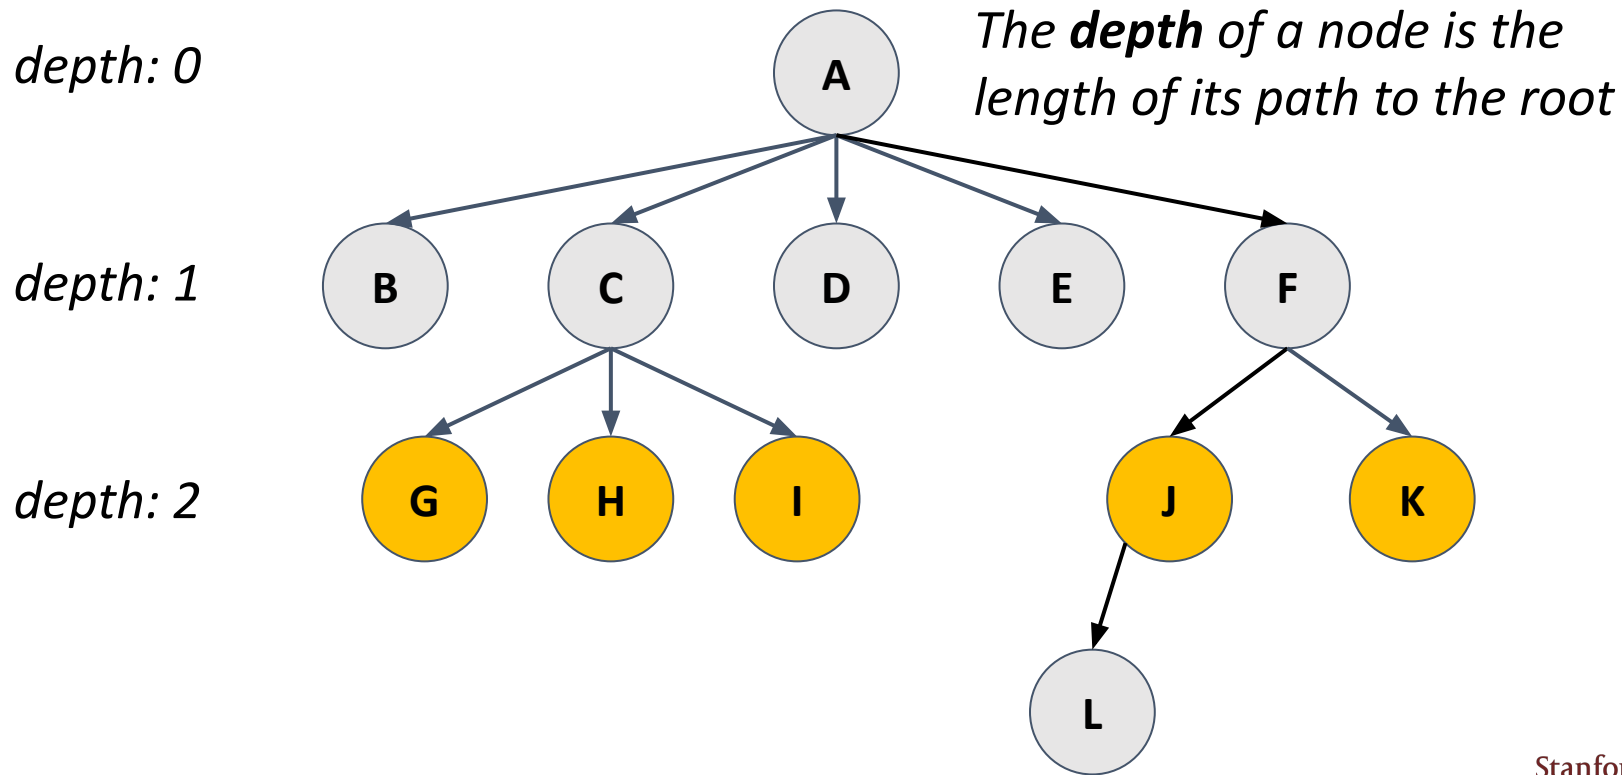 depth: 0
A
The depth of a node is the
length of its path to the root
depth: 1
B
C
D
E
F
depth: 2
G
H
I
J
K
L
Stanfo